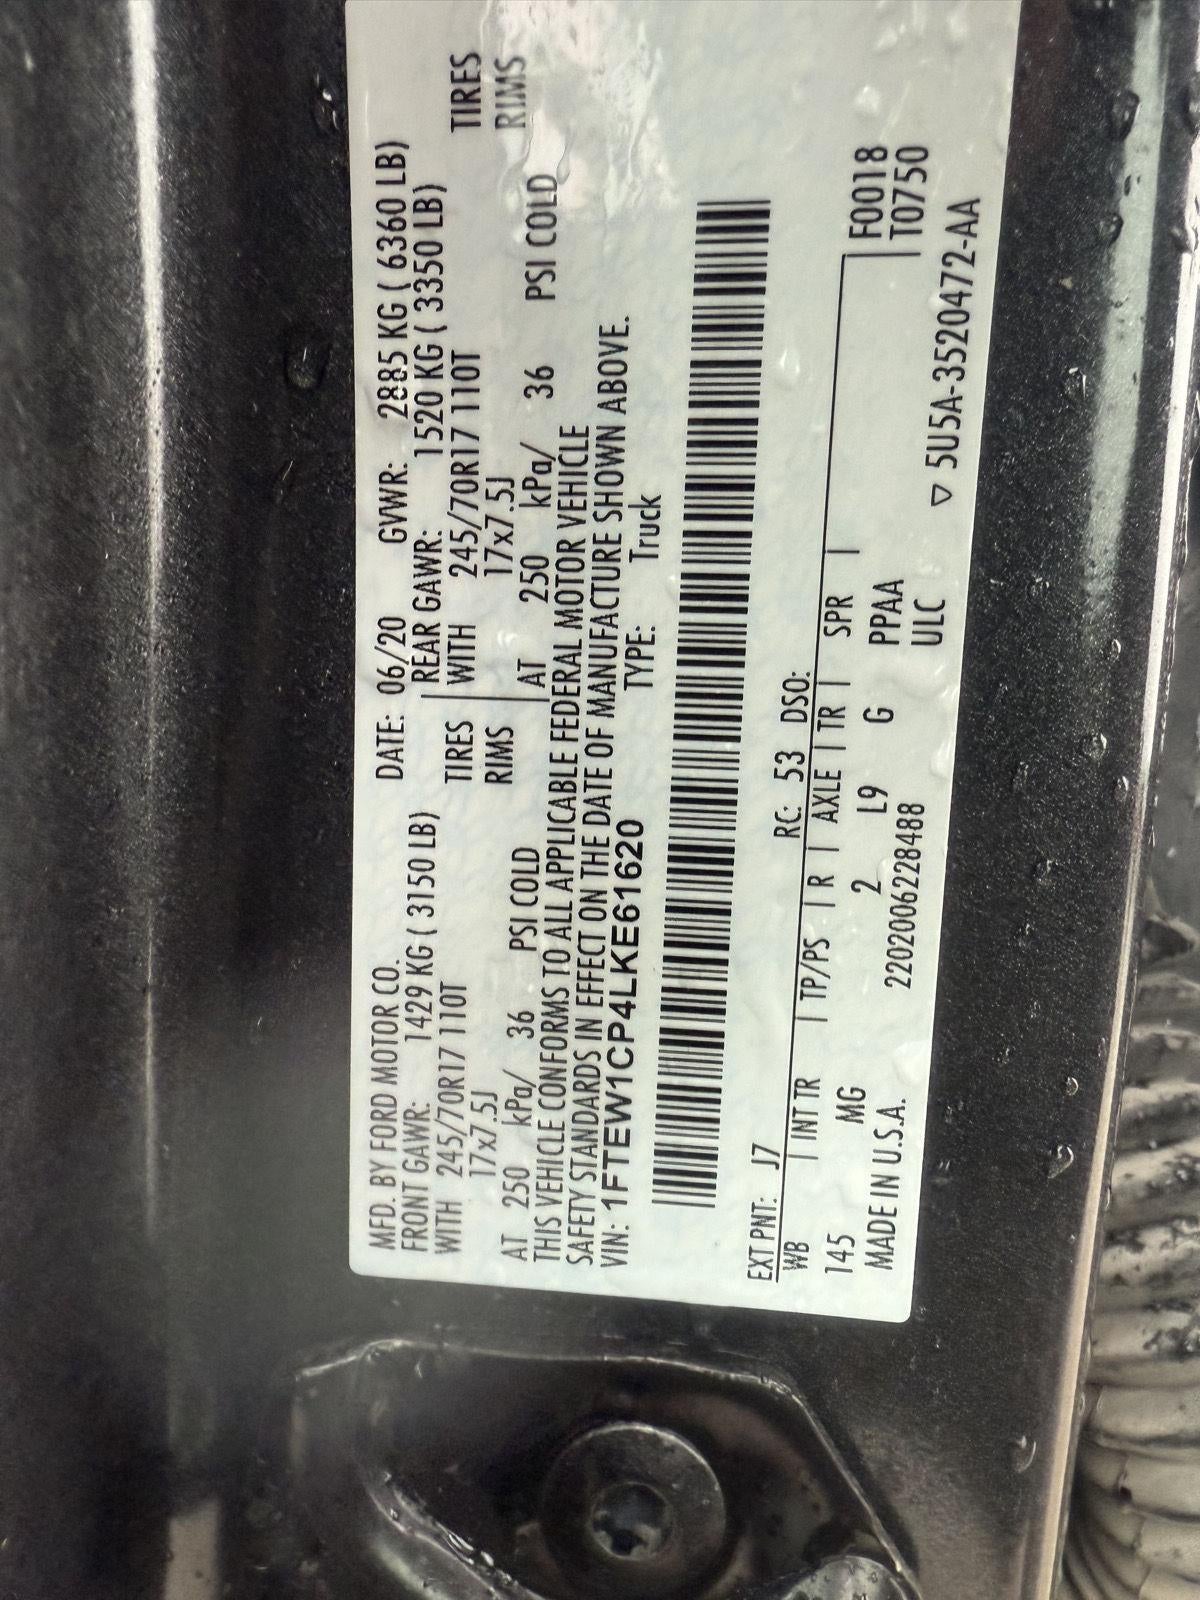 MFD. BY FORD MOTOR CO. DATE: 06/20 GVWR: 2885 KG ( 6360 LB)
FRONT GAWR: 1429 KG ( 3150 LB) REAR GAWR: 1520 KG ( 3350 LB)
WITH 245/70R17 110T TIRES WITH 245/70R17 110T TIRES
17x7.5J RIMS 17x7.5J RIMS
AT 250 kPa/ 36 PSI COLD AT 250 kPa/ 36 PSI COLD
THIS VEHICLE CONFORMS TO ALL APPLICABLE FEDERAL MOTOR VEHICLE
SAFETY STANDARDS IN EFFECT ON THE DATE OF MANUFACTURE SHOWN ABOVE.
VIN: 1FTEW1CP4LKE61620 TYPE: Truck
EXT PNT: J7 RC: 53 DSO:
WB | INT TR | TP/PS | R | AXLE | TR | SPR | F0018
145 MG 2 L9 G PPAA T0750
MADE IN U.S.A. 2202006228488 ULC
▽ 5U5A-3520472-AA